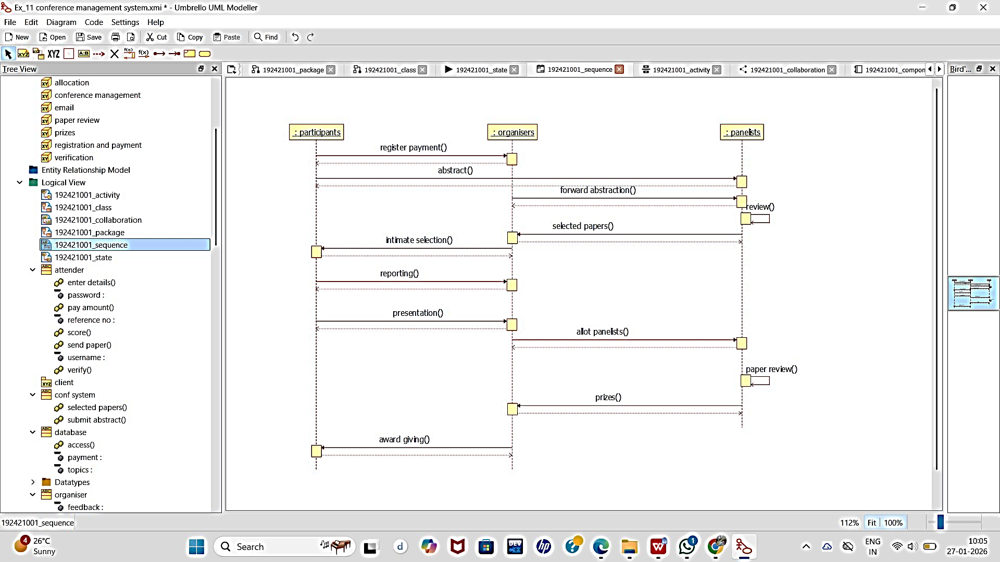 Ex_11 conference management system.xmi * - Umbrello UML Modeller
File Edit Diagram Code Settings Help
New Open Save Cut Copy Paste Find
XYZ XYZ A:B f(x) f(x)
Tree View
192421001_package 192421001_class 192421001_state 192421001_sequence 192421001_activity 192421001_collaboration 192421001_compon
Bird'...
allocation
conference management
email
paper review
prizes
registration and payment
verification
Entity Relationship Model
Logical View
192421001_activity
192421001_class
192421001_collaboration
192421001_package
192421001_sequence
192421001_state
attender
enter details()
password :
pay amount()
reference no :
score()
send paper()
username :
verify()
client
conf system
selected papers()
submit abstract()
database
access()
payment :
topics :
Datatypes
organiser
feedback :
: participants : organisers : panelists
register payment()
abstract()
forward abstraction()
review()
selected papers()
intimate selection()
reporting()
presentation()
allot panelists()
paper review()
prizes()
award giving()
192421001_sequence
112% Fit 100%
4 26°C
Sunny
Search
d
DEV
hp
W
1
ENG
IN
10:05
27-01-2026